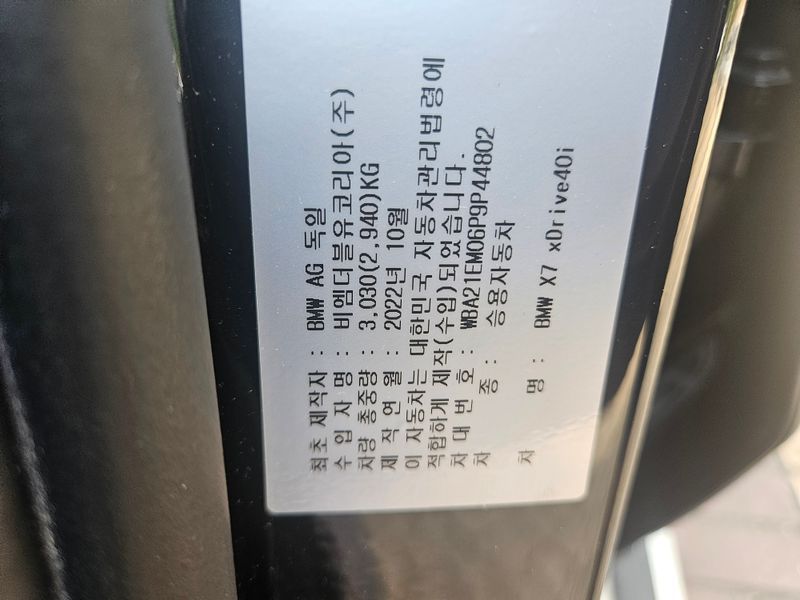 최초 제작자 : BMW AG 독일
수 입 자 명 : 비엠더블유코리아(주)
차량 총중량 : 3,030(2,940)KG
제 작 연 월 : 2022년 10월
이 자동차는 대한민국 자동차관리법령에
적합하게 제작(수입)되었습니다.
차 대 번 호 : WBA21EM06P9P44802
차 종 : 승용자동차
차 명 : BMW X7 xDrive40i